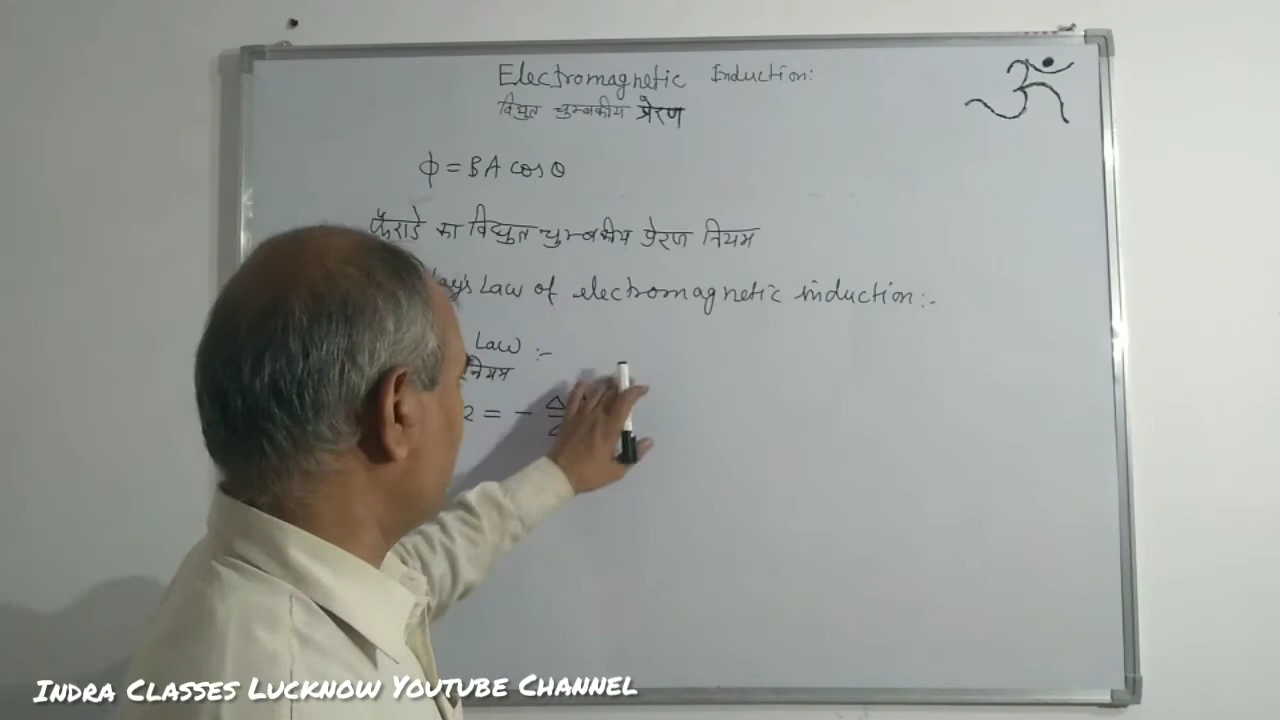 Electromagnetic Induction:
विद्युत चुम्बकीय प्रेरण
ॐ
ϕ = B A cos θ
फैराडे का विद्युत चुम्बकीय प्रेरण नियम
Law of electromagnetic induction:-
Law :-
नियम
= -
Indra Classes Lucknow Youtube Channel